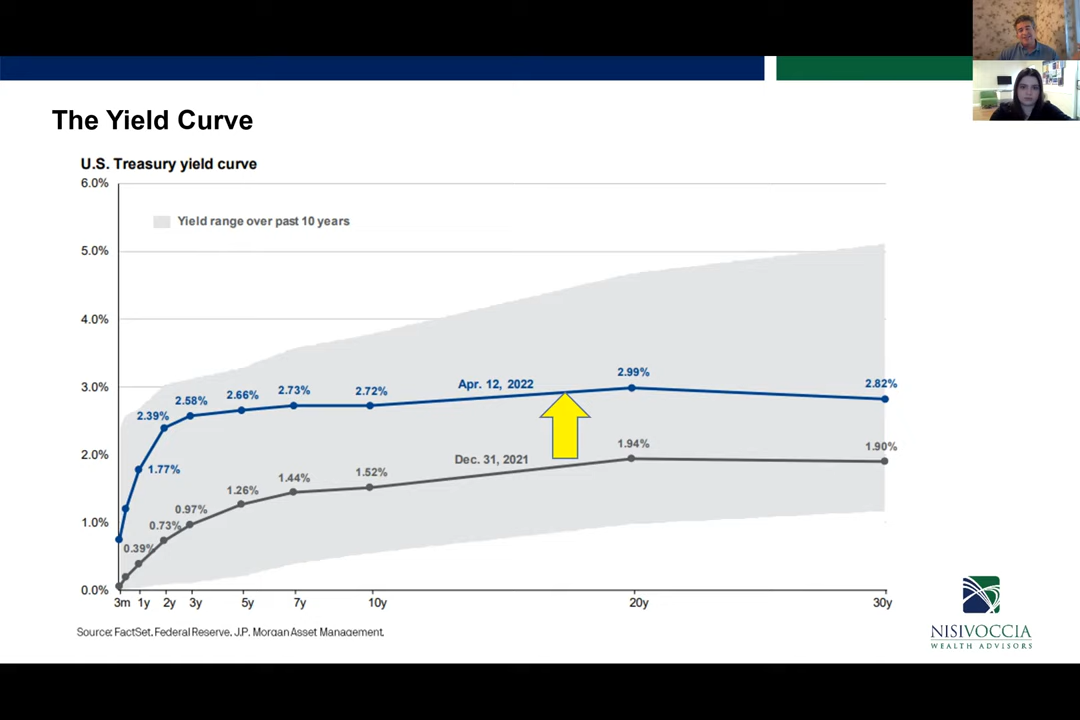 The Yield Curve
U.S. Treasury yield curve
6.0%
Yield range over past 10 years
5.0%
4.0%
3.0%
2.0%
1.0%
0.0%
Apr. 12, 2022
1.77%
2.39%
2.58%
2.66%
2.73%
2.72%
2.99%
2.82%
Dec. 31, 2021
0.39%
0.73%
0.97%
1.26%
1.44%
1.52%
1.94%
1.90%
3m 1y 2y 3y 5y 7y 10y 20y 30y
Source: FactSet, Federal Reserve, J.P. Morgan Asset Management.
NISIVOCCIA
WEALTH ADVISORS